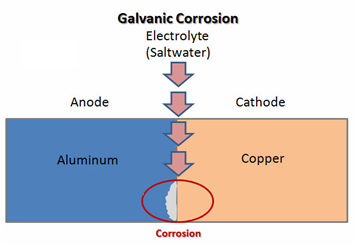 Galvanic Corrosion
Electrolyte
(Saltwater)
Anode
Cathode
Aluminum
Copper
Corrosion